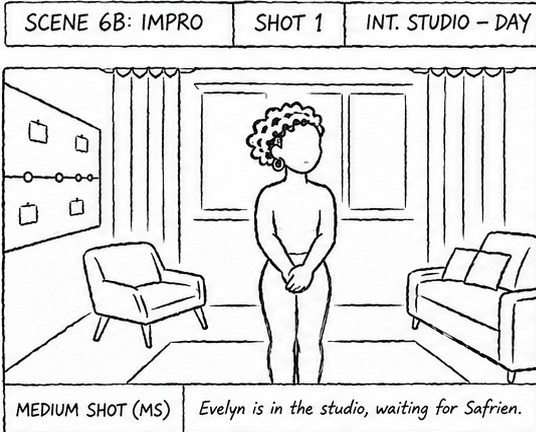 SCENE 6B: IMPRO
SHOT 1
INT. STUDIO – DAY
MEDIUM SHOT (MS)
Evelyn is in the studio, waiting for Safrien.